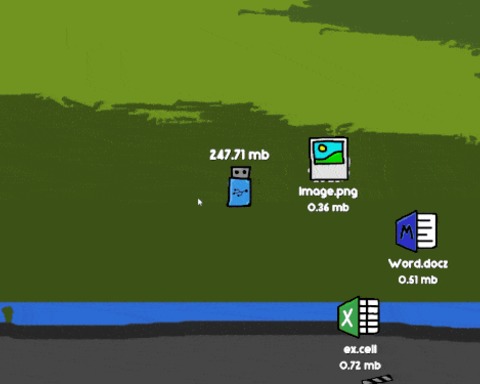 247.71 mb
Image.png
0.36 mb
Word.docz
0.51 mb
ex.cell
0.72 mb